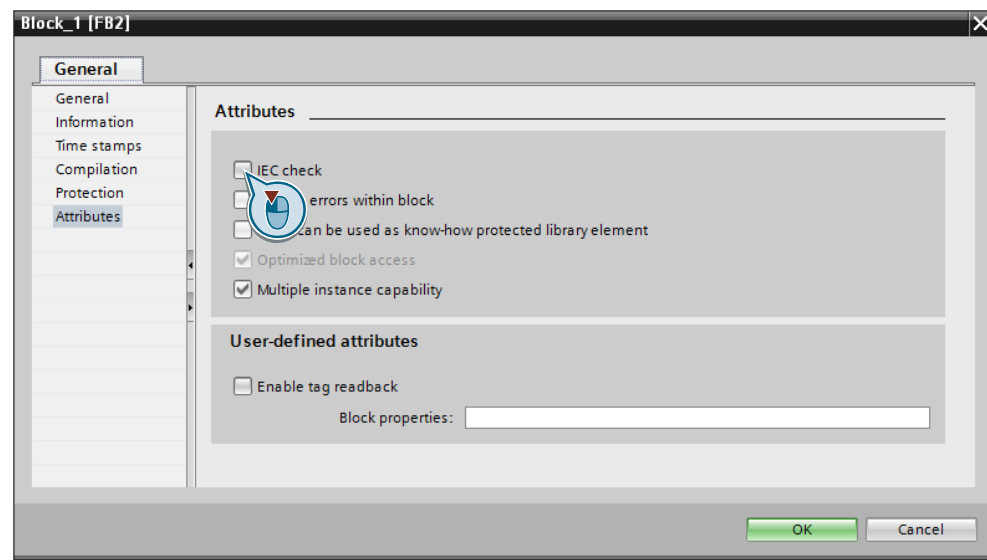 Block_1 [FB2]
General
General
Information
Time stamps
Compilation
Protection
Attributes
Attributes
IEC check
errors within block
can be used as know-how protected library element
Optimized block access
Multiple instance capability
User-defined attributes
Enable tag readback
Block properties:
OK
Cancel